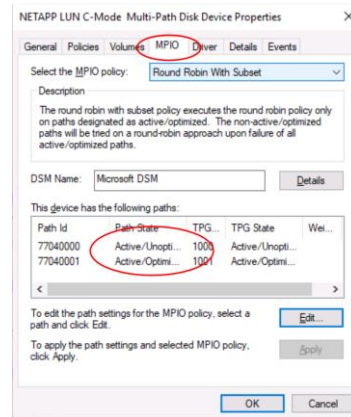 NETAPP LUN C-Mode Multi-Path Disk Device Properties
General Policies Volumes MPIO Driver Details Events
Select the MPIO policy: Round Robin With Subset
Description
The round robin with subset policy executes the round robin policy only
on paths designated as active/optimized. The non-active/optimized
paths will be tried on a round-robin approach upon failure of all
active/optimized paths.
DSM Name: Microsoft DSM Details
This device has the following paths:
Path Id Path State TPG... TPG State Wei...
77040000 Active/Unopti... 1000 Active/Unopti...
77040001 Active/Optimi... 1001 Active/Optimi...
To edit the path settings for the MPIO policy, select a
path and click Edit. Edit...
To apply the path settings and selected MPIO policy,
click Apply. Apply
OK Cancel